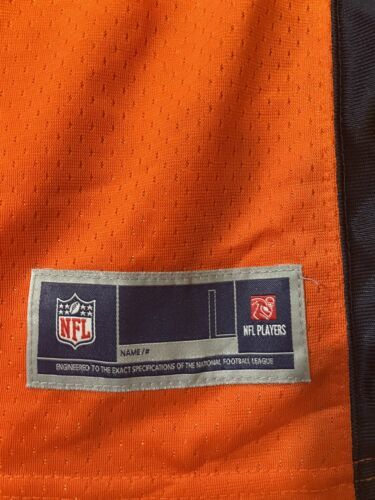 NFL
L
NFL PLAYERS
NAME/#
ENGINEERED TO THE EXACT SPECIFICATIONS OF THE NATIONAL FOOTBALL LEAGUE